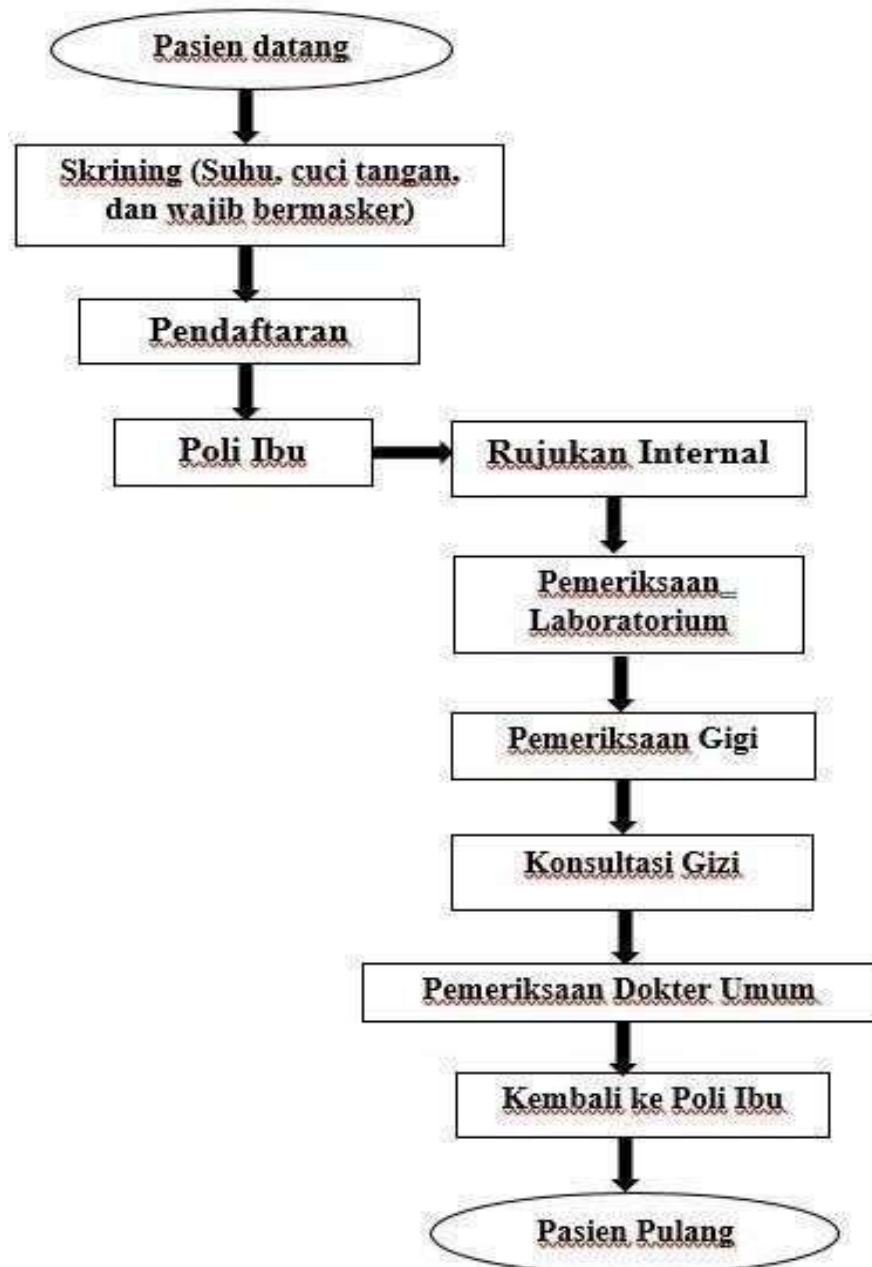 Pasien datang
Skrining (Suhu, cuci tangan,
dan wajib bermasker)
Pendaftaran
Poli Ibu
Rujukan Internal
Pemeriksaan
Laboratorium
Pemeriksaan Gigi
Konsultasi Gizi
Pemeriksaan Dokter Umum
Kembali ke Poli Ibu
Pasien Pulang